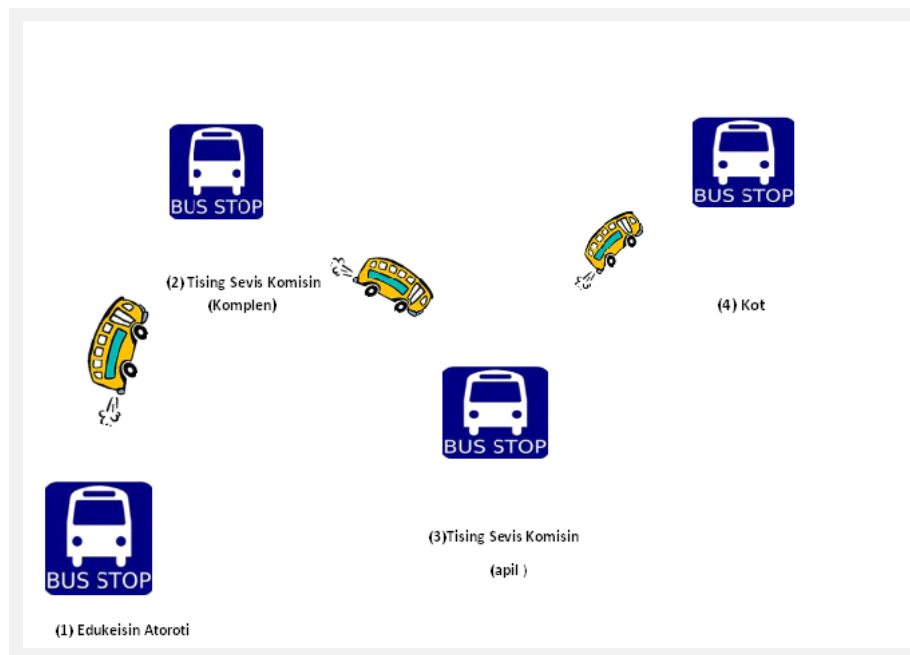 BUS STOP
(2) Tising Sevis Komisin
(Komplen)
BUS STOP
(4) Kot
BUS STOP
(3)Tising Sevis Komisin
(apil )
BUS STOP
(1) Edukeisin Atoroti